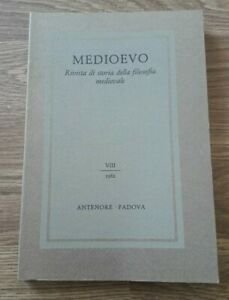 MEDIOEVO
Rivista di storia della filosofia
medievale
VIII
1982
ANTENORE · PADOVA